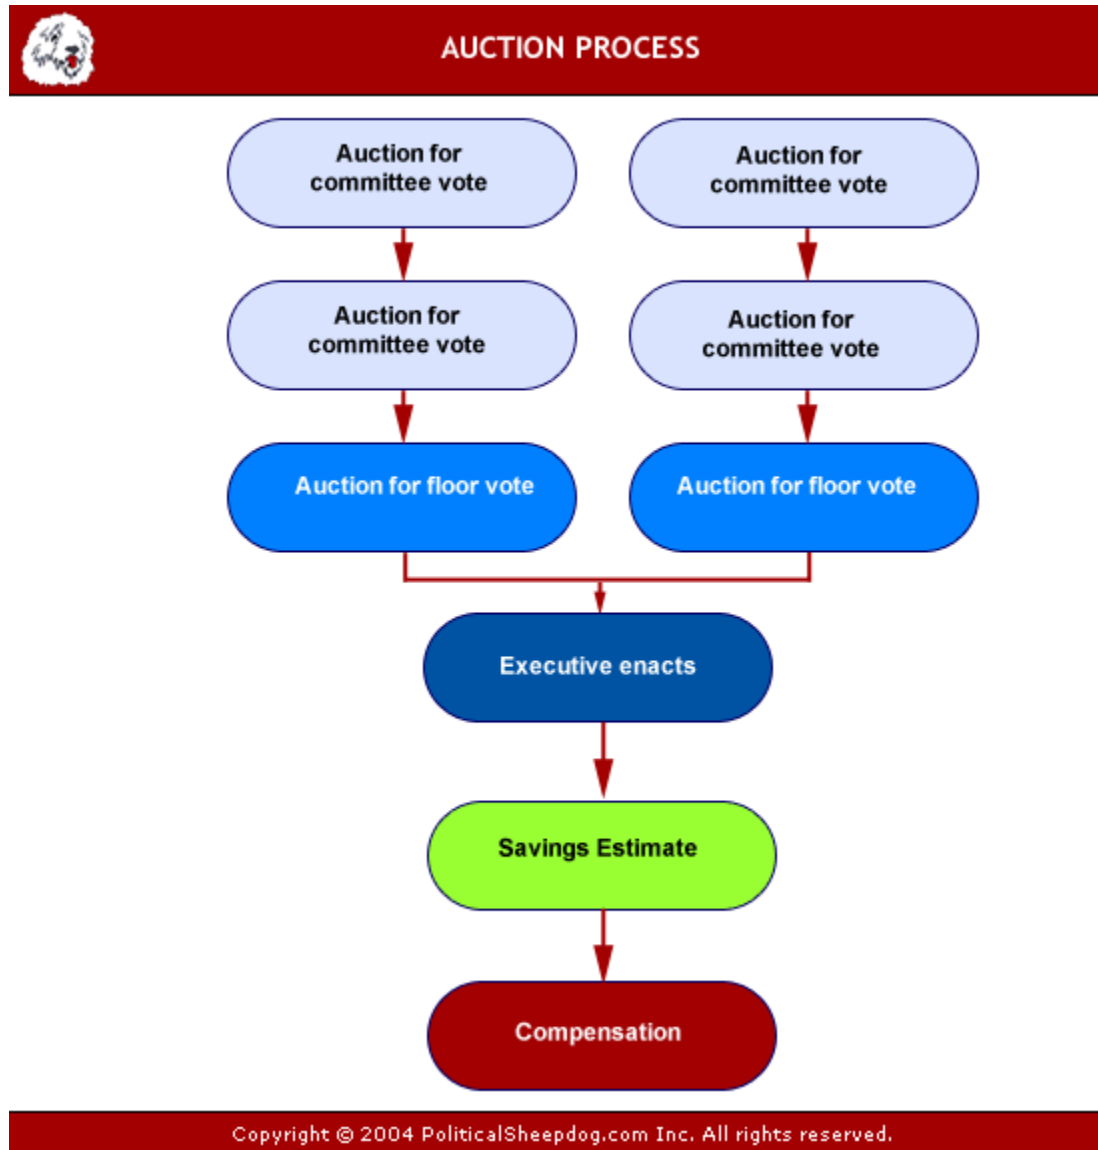 AUCTION PROCESS
Auction for
committee vote
Auction for
committee vote
Auction for
committee vote
Auction for
committee vote
Auction for floor vote
Auction for floor vote
Executive enacts
Savings Estimate
Compensation
Copyright © 2004 PoliticalSheepdog.com Inc. All rights reserved.